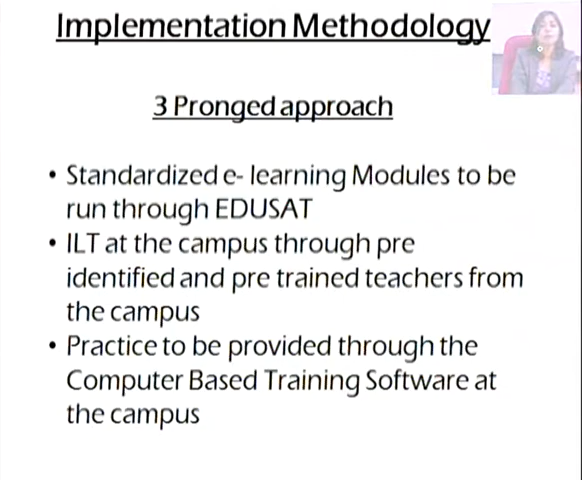 Implementation Methodology
3 Pronged approach
• Standardized e- learning Modules to be
run through EDUSAT
• ILT at the campus through pre
identified and pre trained teachers from
the campus
• Practice to be provided through the
Computer Based Training Software at
the campus